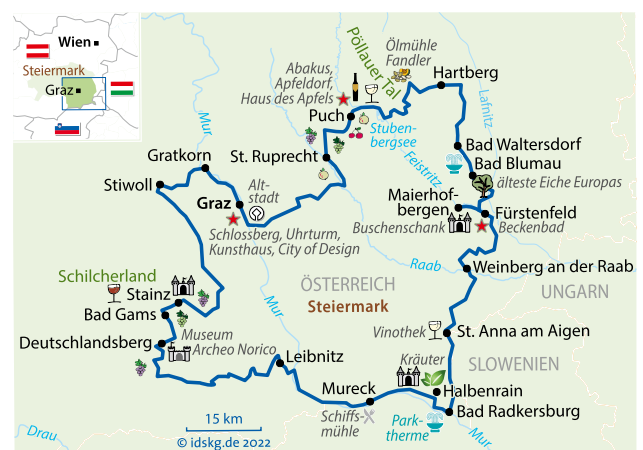 Wien
Steiermark
Graz
Pöllauer Tal
Ölmühle
Fandler
Hartberg
Abakus,
Apfeldorf,
Haus des Apfels
Puch
Stuben-
bergsee
Lafnitz
Mur
Feistritz
Gratkorn
St. Ruprecht
Bad Waltersdorf
Bad Blumau
älteste Eiche Europas
Stiwoll
Alt-
stadt
Graz
Maierhof-
bergen
Fürstenfeld
Buschenschank
Beckenbad
Schlossberg, Uhrturm,
Kunsthaus, City of Design
Raab
Weinberg an der Raab
Schilcherland
ÖSTERREICH
Steiermark
UNGARN
Stainz
Mur
Bad Gams
Vinothek
St. Anna am Aigen
Deutschlandsberg
Museum
Archeo Norico
Leibnitz
Kräuter
SLOWENIEN
Mureck
Halbenrain
Bad Radkersburg
15 km
Schiffs-
mühle
Park-
therme
Mur
Drau
© idskg.de 2022